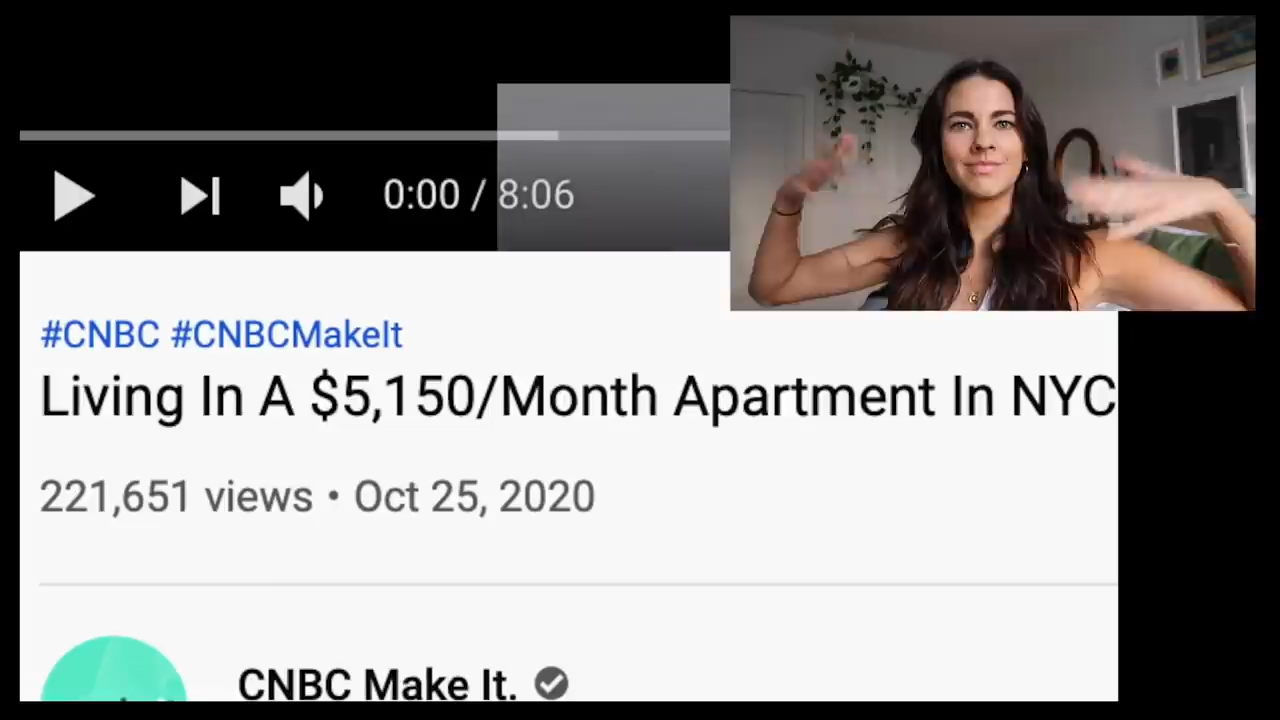 0:00 / 8:06
#CNBC #CNBCMakeIt
Living In A $5,150/Month Apartment In NYC
221,651 views • Oct 25, 2020
CNBC Make It.